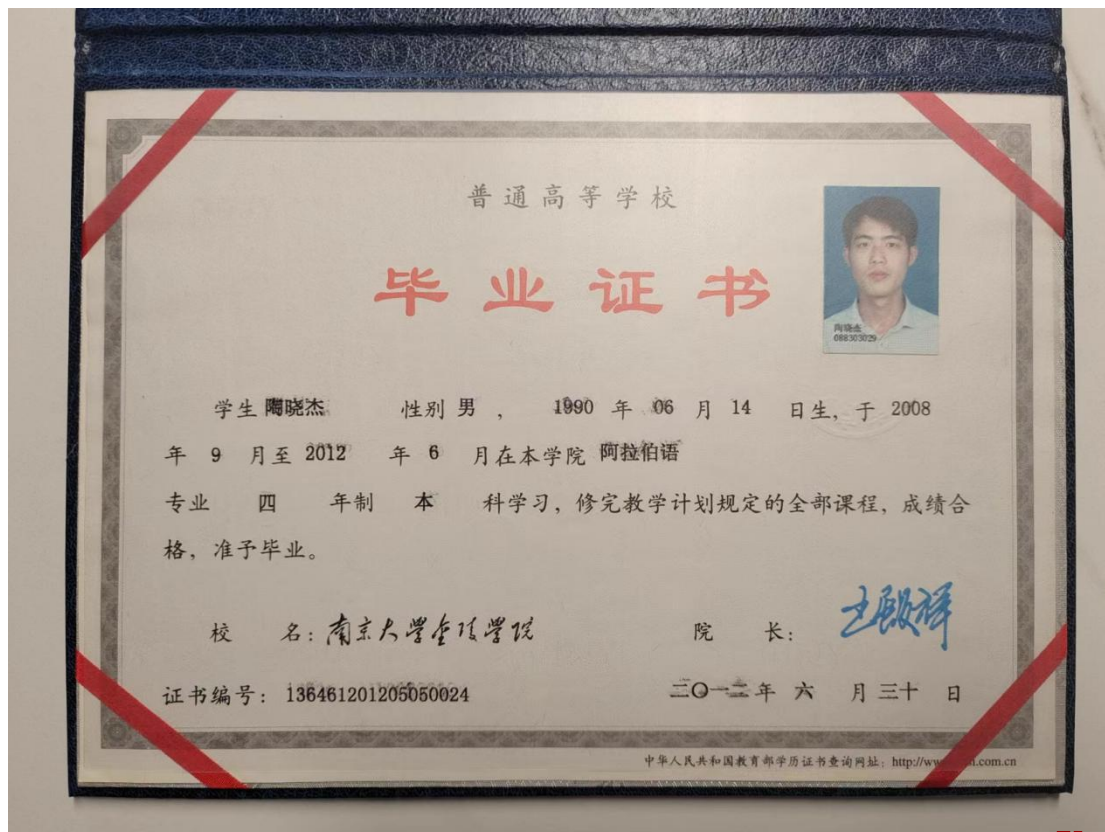 普通高等学校
毕业证书
陶晓杰
088303029
学生 陶晓杰 性别 男 ， 1990 年 06 月 14 日生，于 2008
年 9 月至 2012 年 6 月在本学院 阿拉伯语
专业 四 年制 本 科学习，修完教学计划规定的全部课程，成绩合
格，准予毕业。
校 名：南京大学金陵学院 院 长：王殿祥
证书编号：136461201205050024 二〇一二年 六 月 三十 日
中华人民共和国教育部学历证书查询网址：http://ww .com.cn